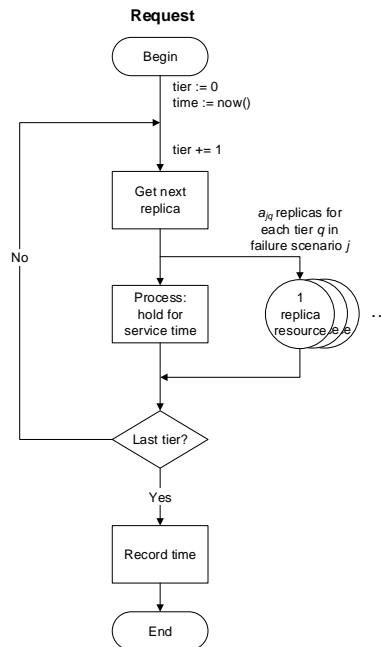 Request
Begin
tier := 0
time := now()
tier += 1
Get next
replica
a_jq replicas for
each tier q in
failure scenario j
No
Process:
hold for
service time
1
replica
resource
...
Last tier?
Yes
Record time
End